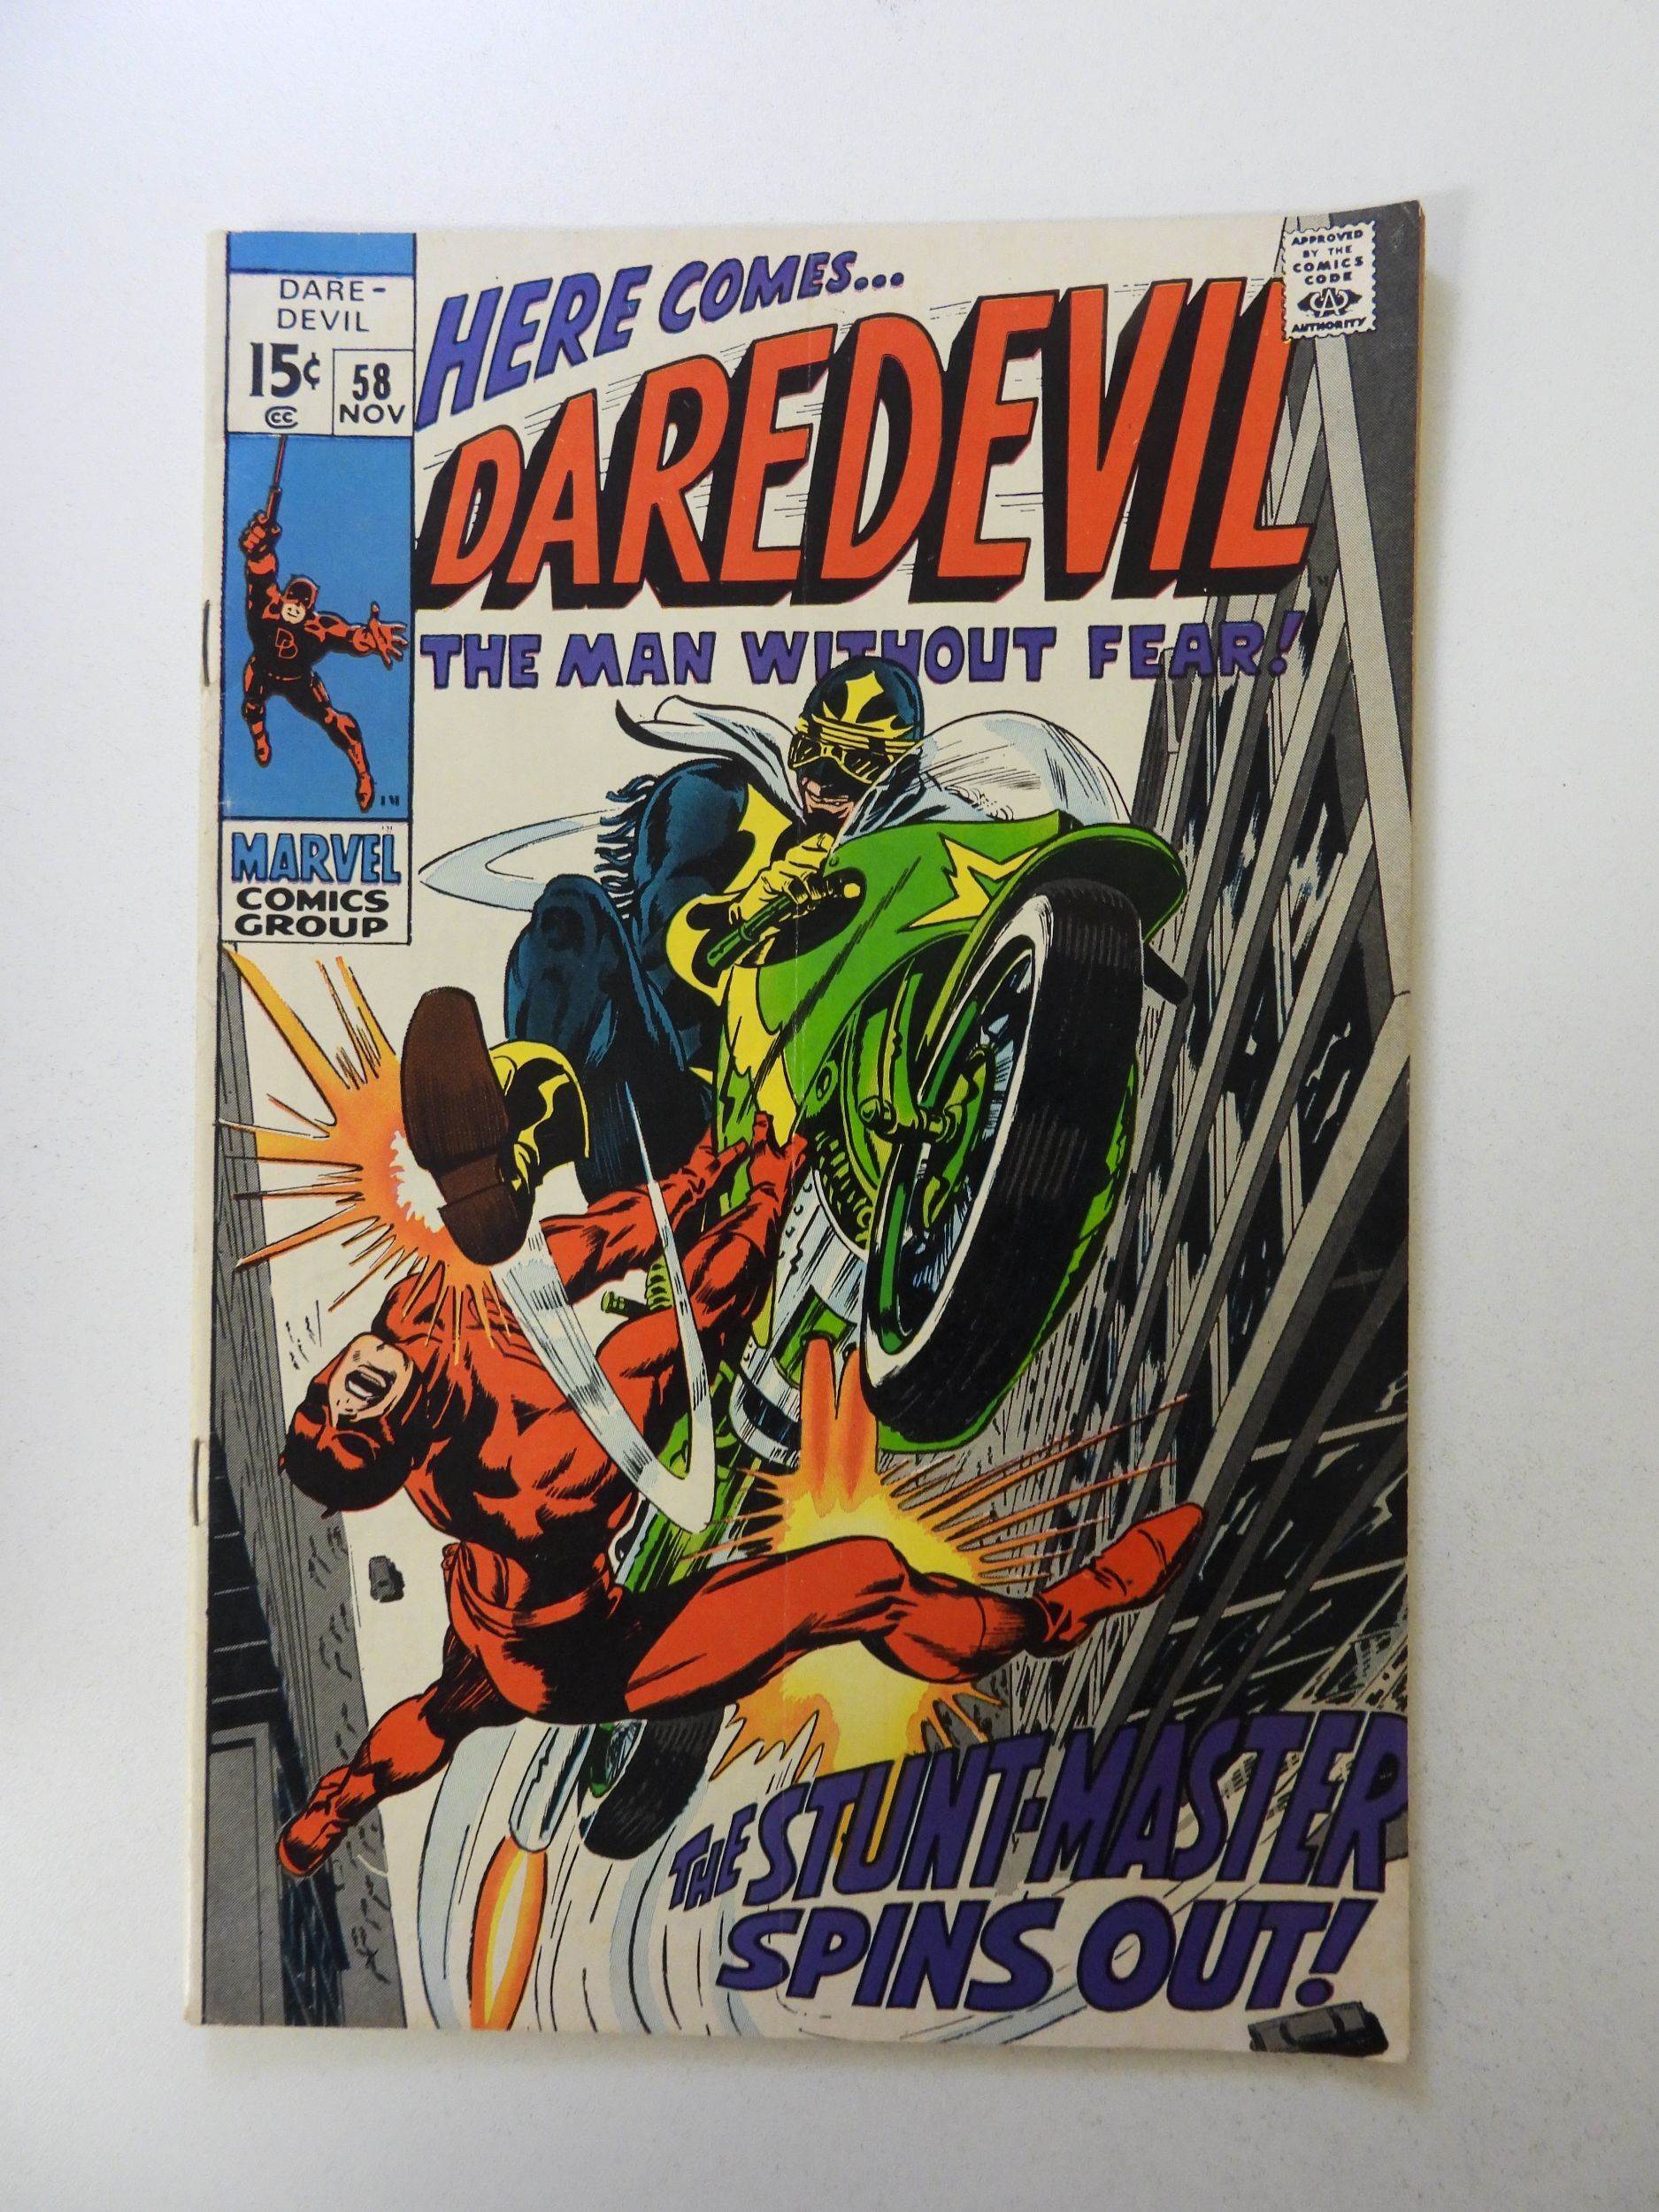 DARE-
DEVIL
15¢
CC
58
NOV
DD
MARVEL
COMICS
GROUP
HERE COMES...
DAREDEVIL
THE MAN WITHOUT FEAR!
APPROVED
BY THE
COMICS
CODE
CA
AUTHORITY
THE STUNT-MASTER
SPINS OUT!